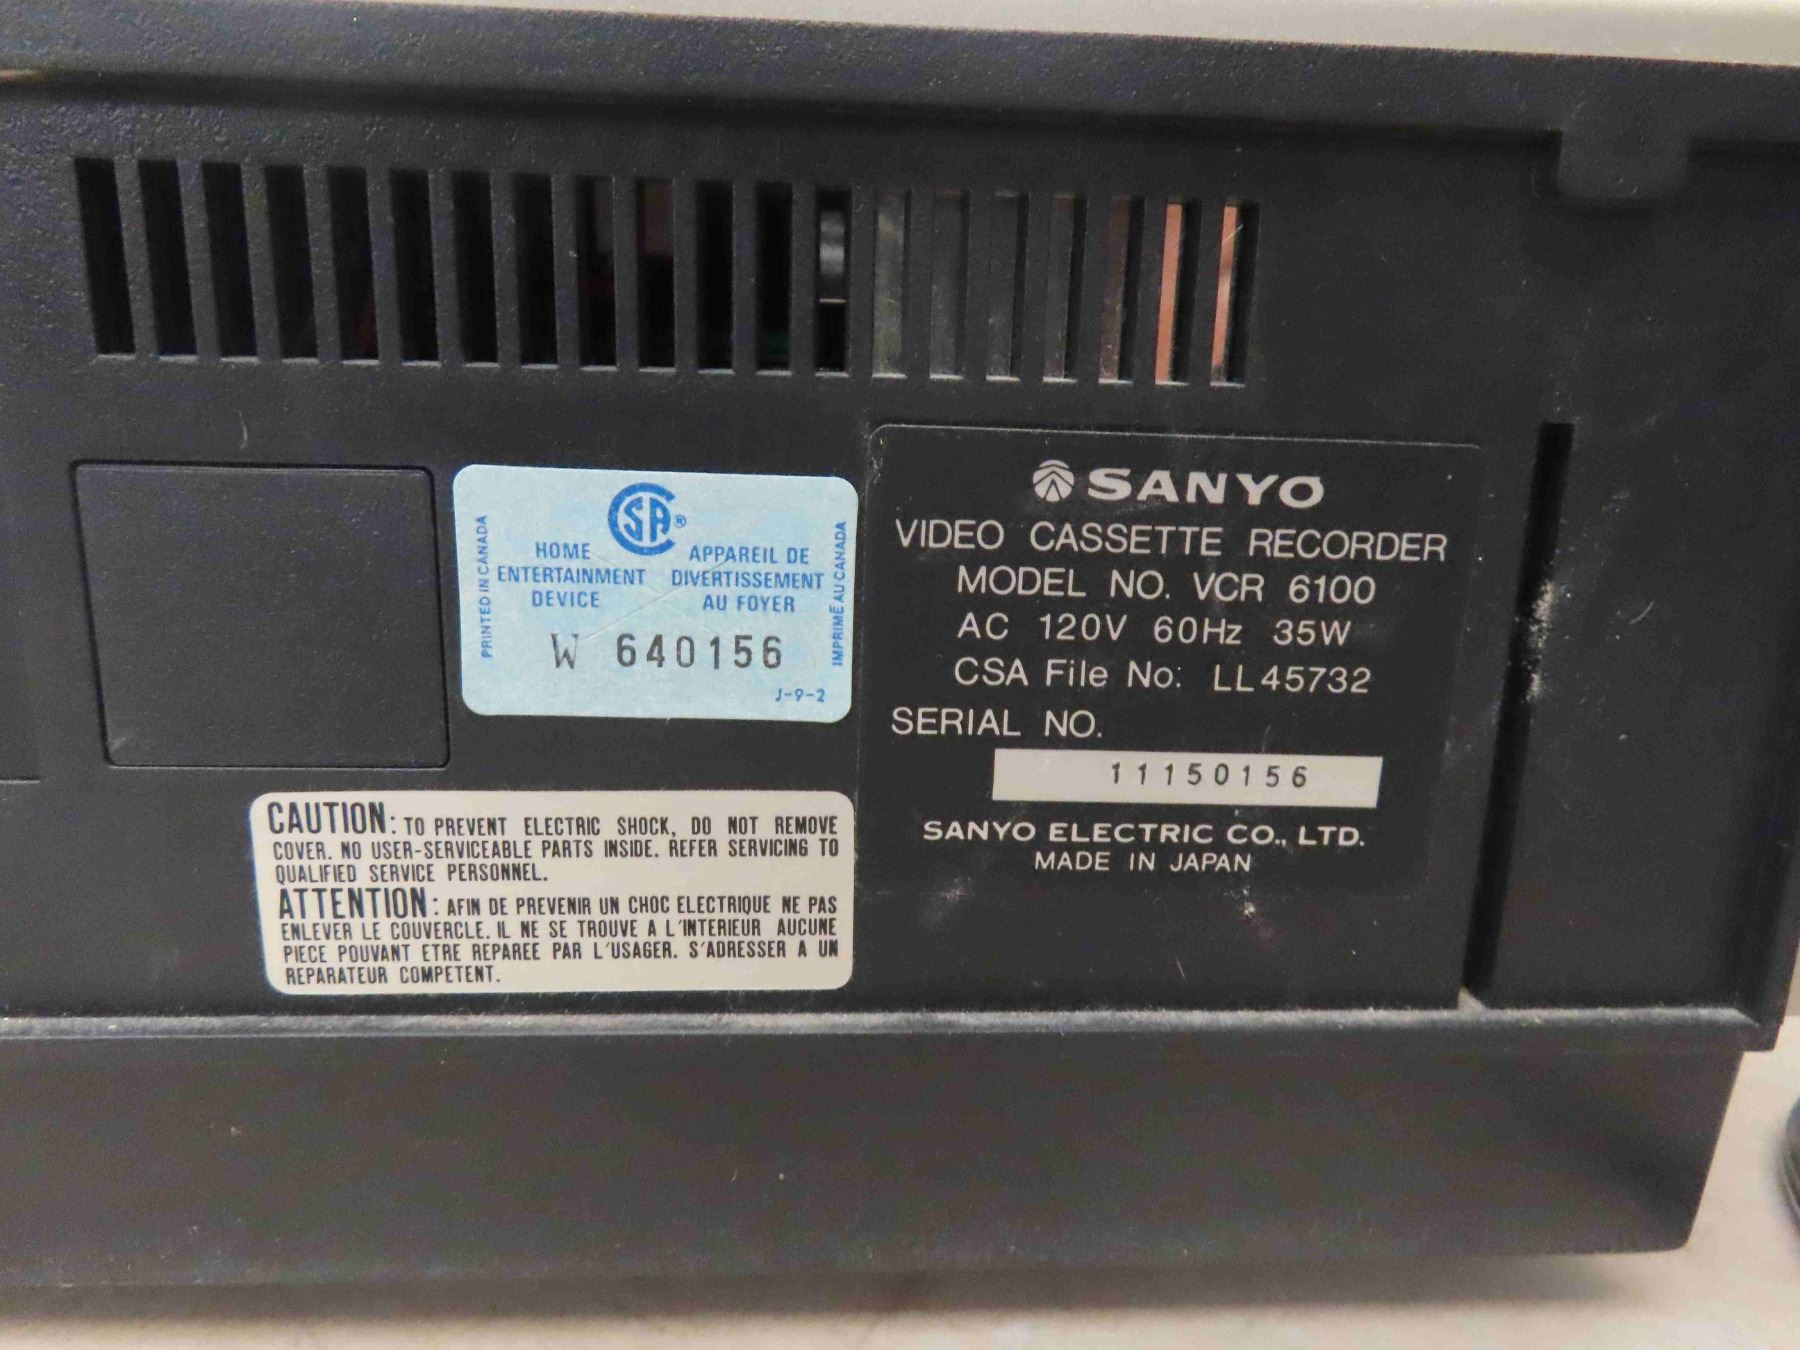 CSA®
HOME
ENTERTAINMENT
DEVICE
APPAREIL DE
DIVERTISSEMENT
AU FOYER
PRINTED IN CANADA
IMPRIME AU CANADA
W 640156
J-9-2
SANYO
VIDEO CASSETTE RECORDER
MODEL NO. VCR 6100
AC 120V 60Hz 35W
CSA File No: LL45732
SERIAL NO.
11150156
SANYO ELECTRIC CO., LTD.
MADE IN JAPAN
CAUTION: TO PREVENT ELECTRIC SHOCK, DO NOT REMOVE
COVER. NO USER-SERVICEABLE PARTS INSIDE. REFER SERVICING TO
QUALIFIED SERVICE PERSONNEL.
ATTENTION: AFIN DE PREVENIR UN CHOC ELECTRIQUE NE PAS
ENLEVER LE COUVERCLE. IL NE SE TROUVE A L'INTERIEUR AUCUNE
PIECE POUVANT ETRE REPAREE PAR L'USAGER. S'ADRESSER A UN
REPARATEUR COMPETENT.